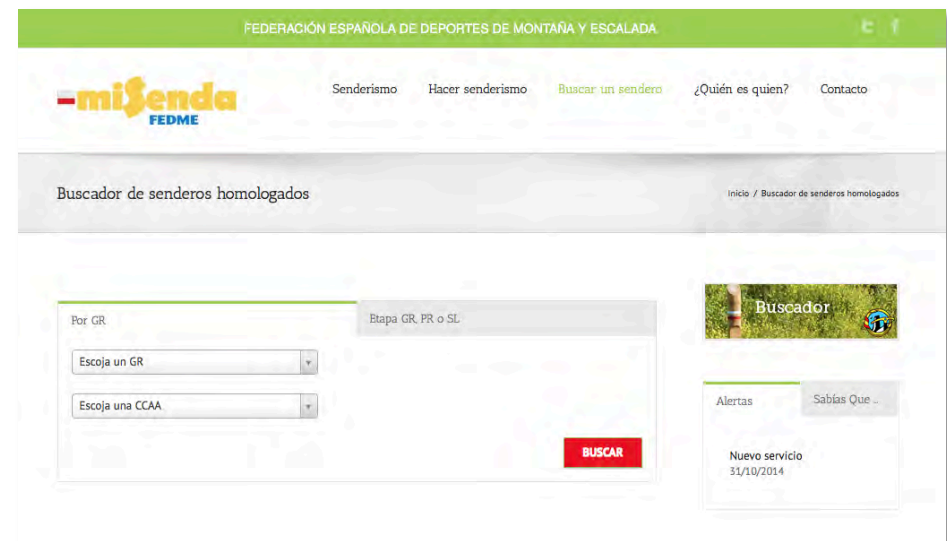 FEDERACIÓN ESPAÑOLA DE DEPORTES DE MONTAÑA Y ESCALADA
miSenda
FEDME
Senderismo Hacer senderismo Buscar un sendero ¿Quién es quien? Contacto
Buscador de senderos homologados
Inicio / Buscador de senderos homologados
Por GR
Etapa GR, PR o SL
Escoja un GR
Escoja una CCAA
BUSCAR
Buscador
Alertas
Sabías Que ..
Nuevo servicio
31/10/2014